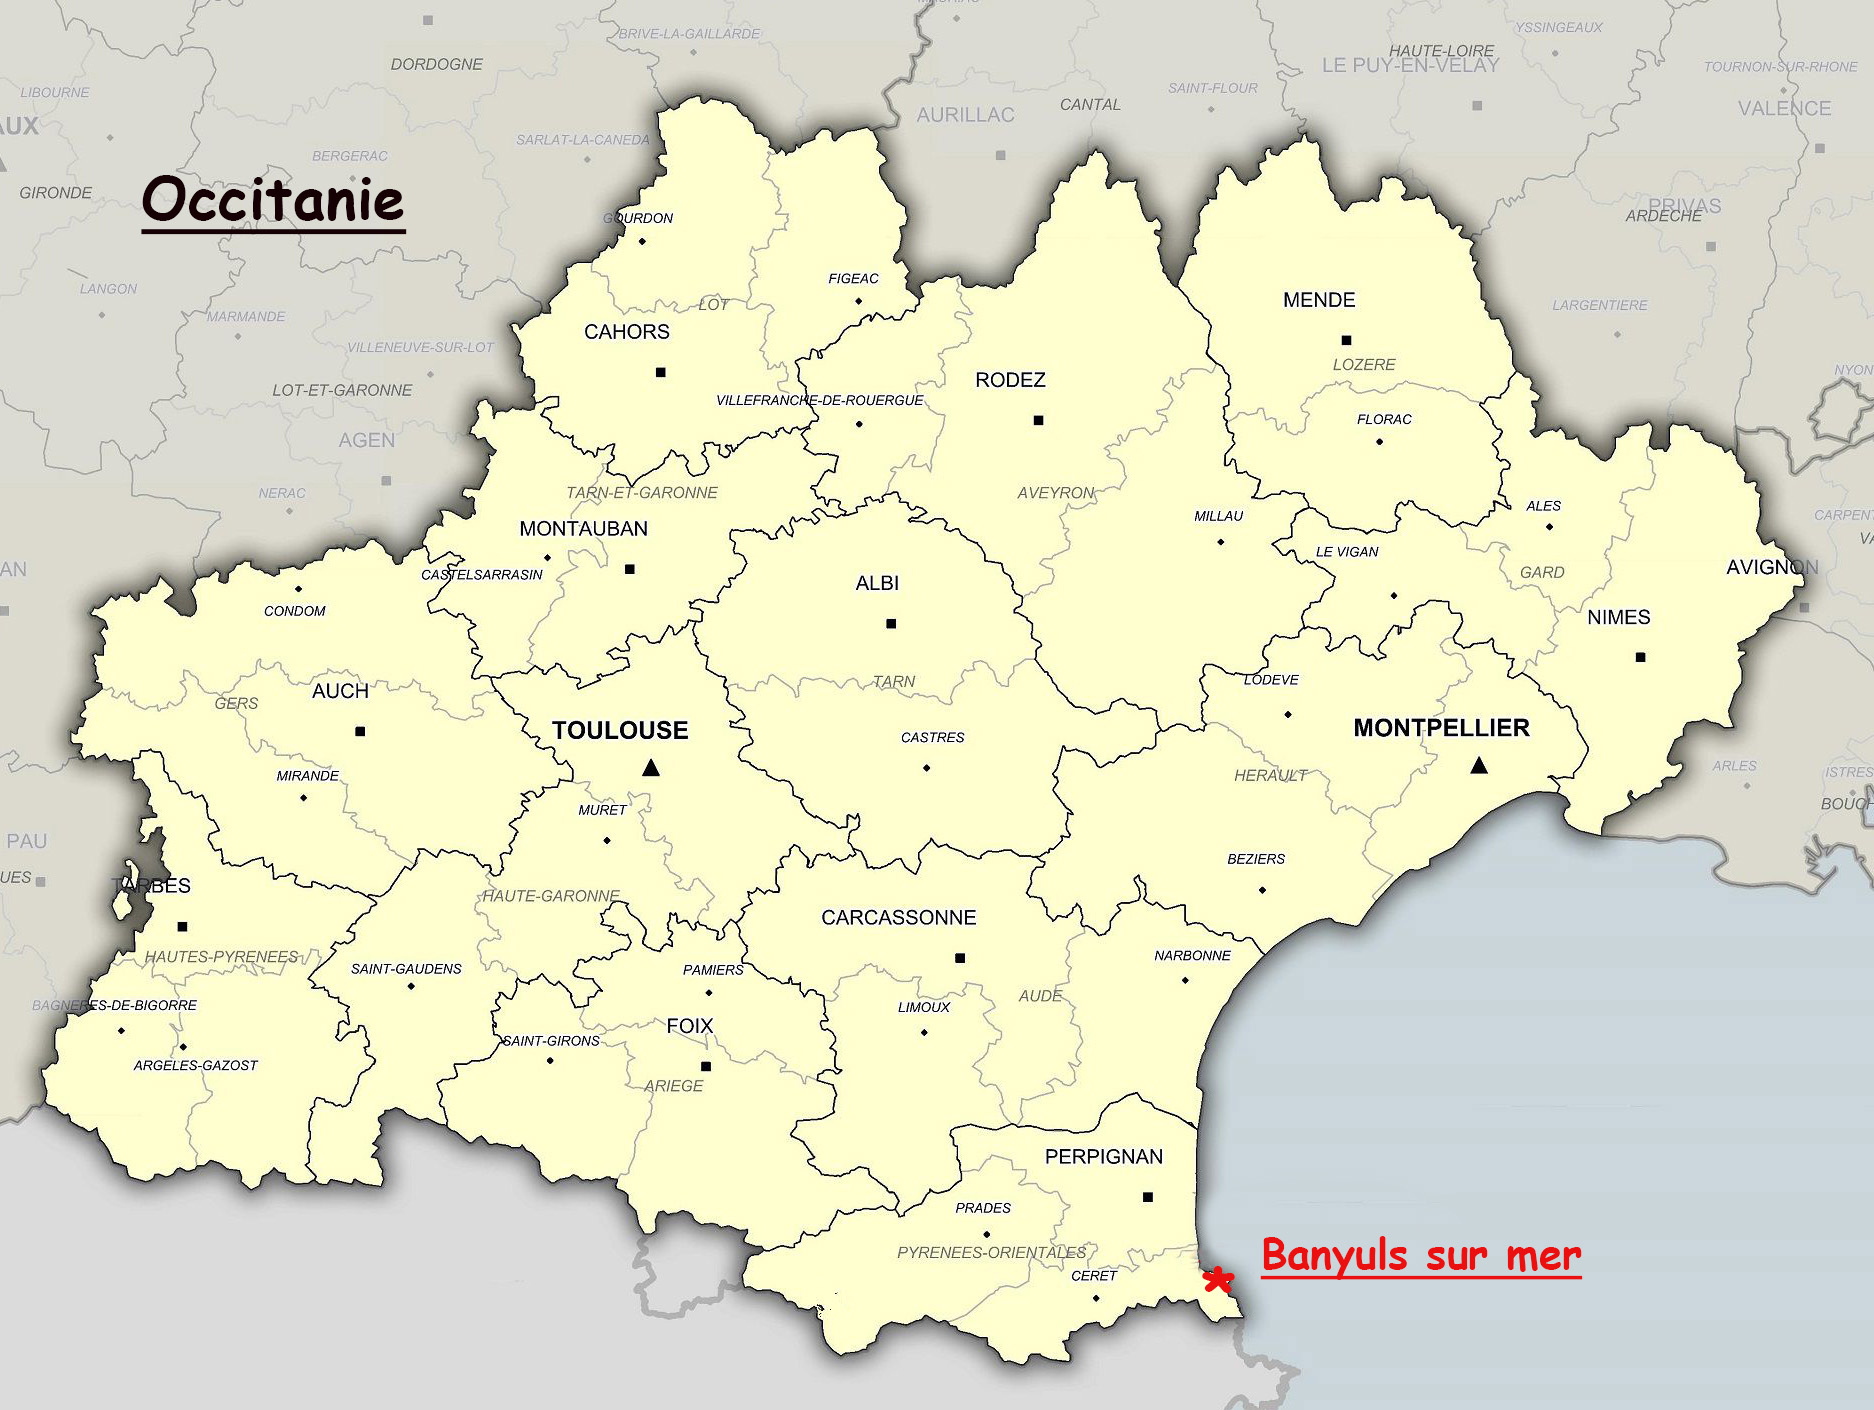 BRIVE-LA-GAILLARDE
YSSINGEAUX
HAUTE-LOIRE
DORDOGNE
LE PUY-EN-VELAY
TOURNON-SUR-RHONE
LIBOURNE
SAINT-FLOUR
CANTAL
VALENCE
AURILLAC
AUX
SARLAT-LA-CANEDA
BERGERAC
GIRONDE
Occitanie
PRIVAS
ARDECHE
GOURDON
FIGEAC
LANGON
MENDE
LOT
LARGENTIERE
MARMANDE
CAHORS
VILLENEUVE-SUR-LOT
LOZERE
NYON
RODEZ
LOT-ET-GARONNE
VILLEFRANCHE-DE-ROUERGUE
FLORAC
AGEN
NERAC
TARN-ET-GARONNE
AVEYRON
ALES
MILLAU
CARPENT
MONTAUBAN
VA
LE VIGAN
AN
CASTELSARRASIN
GARD
AVIGNON
ALBI
CONDOM
NIMES
TARN
LODEVE
AUCH
GERS
TOULOUSE
MONTPELLIER
CASTRES
ARLES
ISTRES
MIRANDE
HERAULT
BOUCH
MURET
PAU
BEZIERS
UES
TARBES
HAUTE-GARONNE
CARCASSONNE
HAUTES-PYRENEES
NARBONNE
SAINT-GAUDENS
PAMIERS
AUDE
BAGNERES-DE-BIGORRE
LIMOUX
FOIX
SAINT-GIRONS
ARGELES-GAZOST
ARIEGE
PERPIGNAN
PRADES
PYRENEES-ORIENTALES
Banyuls sur mer
CERET